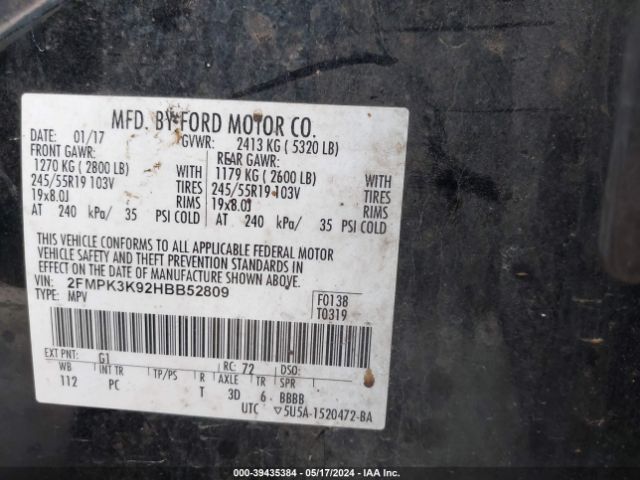 MFD. BY FORD MOTOR CO.
DATE: 01/17 GVWR: 2413 KG ( 5320 LB)
FRONT GAWR: REAR GAWR:
1270 KG ( 2800 LB) WITH 1179 KG ( 2600 LB) WITH
245/55R19 103V TIRES 245/55R19 103V TIRES
19x8.0J RIMS 19x8.0J RIMS
AT 240 kPa/ 35 PSI COLD AT 240 kPa/ 35 PSI COLD
THIS VEHICLE CONFORMS TO ALL APPLICABLE FEDERAL MOTOR
VEHICLE SAFETY AND THEFT PREVENTION STANDARDS IN
EFFECT ON THE DATE OF MANUFACTURE SHOWN ABOVE.
VIN: 2FMPK3K92HBB52809 F0138
TYPE: MPV T0319
EXT PNT: G1 RC: 72 DSO:
WB INT TR TP/PS R AXLE TR SPR
112 PC T 3D 6 BBBB
UTC ▽5U5A-1520472-BA
000-39435384 — 05/17/2024 — IAA Inc.